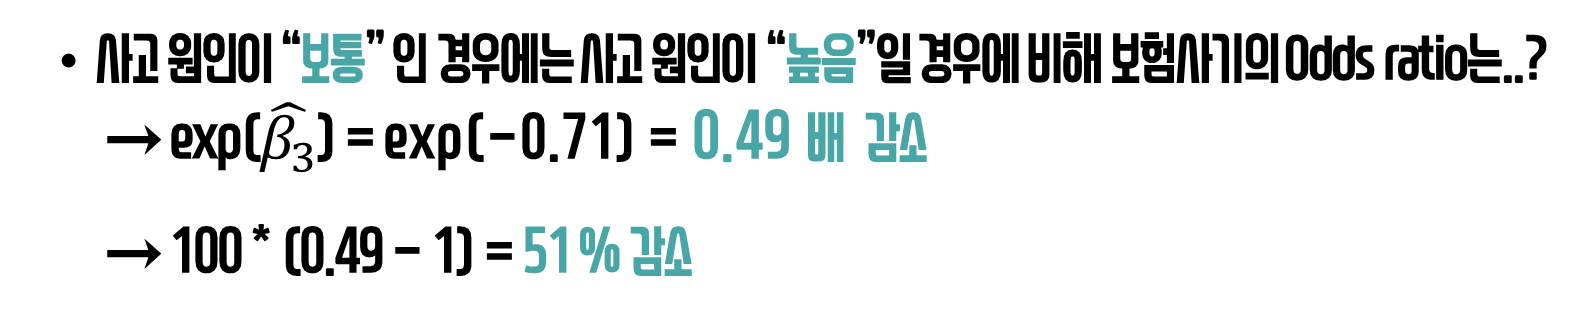 • 사고 원인이 “보통” 인 경우에는 사고 원인이 “높음”일 경우에 비해 보험사기의 Odds ratio는..?
→ exp(β̂₃) = exp(-0.71) = 0.49 배 감소
→ 100 * (0.49 - 1) = 51% 감소